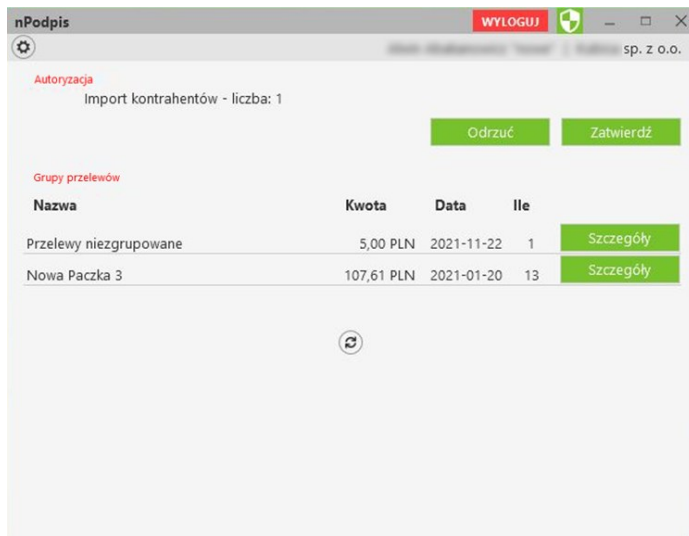 nPodpis WYLOGUJ
sp. z o.o.
Autoryzacja
Import kontrahentów - liczba: 1
Odrzuć Zatwierdź
Grupy przelewów
Nazwa Kwota Data Ile
Przelewy niezgrupowane 5,00 PLN 2021-11-22 1 Szczegóły
Nowa Paczka 3 107,61 PLN 2021-01-20 13 Szczegóły